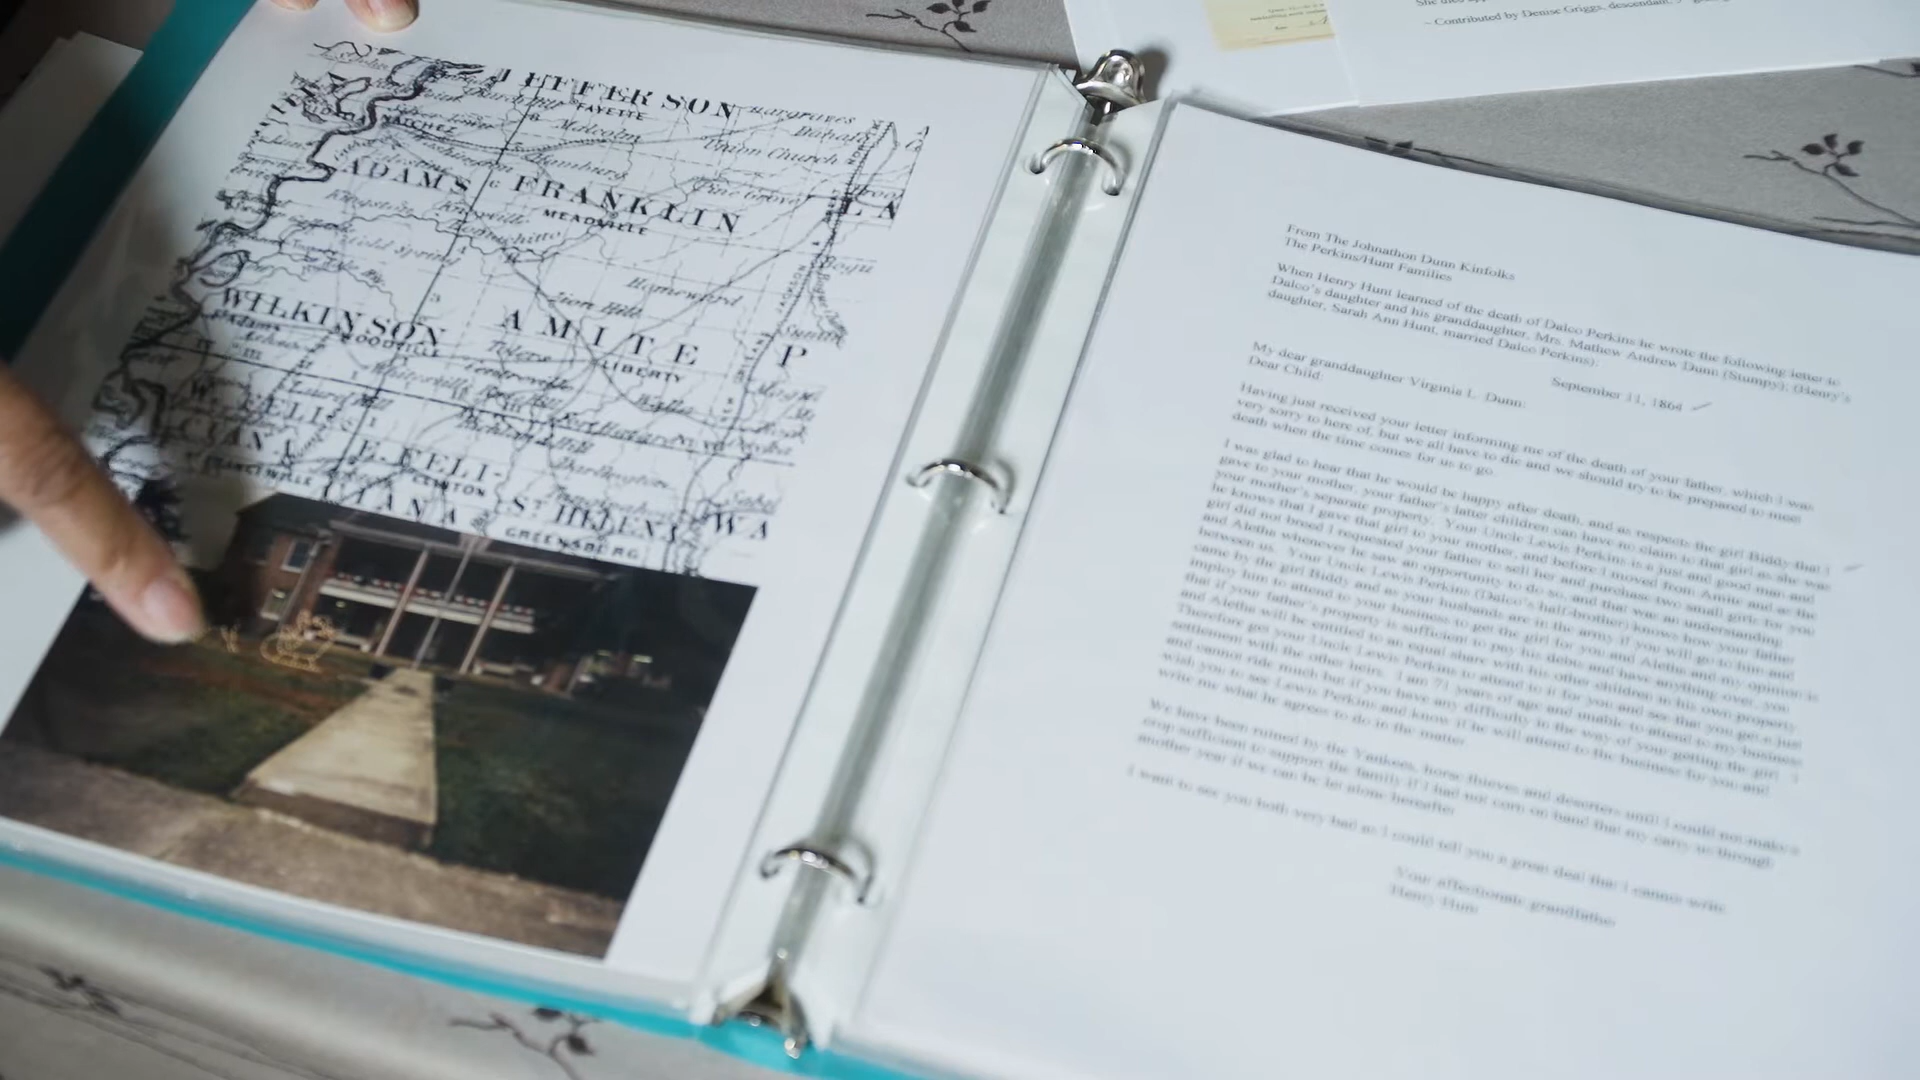 JEFFERSON
FAYETTE
Hargraves
Malcolm
Union Church
NATCHEZ
Hamburg
ADAMS
FRANKLIN
Pine Grove
Kingston
Knoxville
MEADVILLE
Homochitto
Zion Hill
Homeward
WILKINSON
WOODVILLE
AMITE
P
LIBERTY
Centreville
Laurel Hill
E. FELI-
CLINTON
CIANA
ST HELENA
WA
GREENSBURG
~ Contributed by Denise Griggs, descendant,
From The Johnathon Dunn Kinfolks
The Perkins/Hunt Families
When Henry Hunt learned of the death of Dalco Perkins he wrote the following letter to
Dalco's daughter and his granddaughter, Mrs. Mathew Andrew Dunn (Stumpy); (Henry's
daughter, Sarah Ann Hunt, married Dalco Perkins):
September 11, 1864
My dear granddaughter Virginia L. Dunn:
Dear Child:
Having just received your letter informing me of the death of your father, which I was
very sorry to here of, but we all have to die and we should try to be prepared to meet
death when the time comes for us to go.
I was glad to hear that he would be happy after death, and as respects the girl Biddy that I
gave to your mother, your father's latter children can have no claim to that girl as she was
your mother's separate property. Your Uncle Lewis Perkins is a just and good man and
he knows that I gave that girl to your mother, and before I moved from Amite and as the
girl did not breed I requested your father to sell her and purchase two small girls for you
and Aletha whenever he saw an opportunity to do so, and that was an understanding
between us. Your Uncle Lewis Perkins (Dalco's half-brother) knows how your father
came by the girl Biddy and as your husbands are in the army if you will go to him and
imploy him to attend to your business to get the girl for you and Aletha and my opinion is
that if your father's property is sufficient to pay his debts and have anything over, you
and Aletha will be entitled to an equal share with his other children in his own property.
Therefore get your Uncle Lewis Perkins to attend to it for you and see that you get a just
settlement with the other heirs. I am 71 years of age and unable to attend to my business
and cannot ride much but if you have any difficulty in the way of your getting the girl I
wish you to see Lewis Perkins and know if he will attend to the business for you and
write me what he agrees to do in the matter.
We have been ruined by the Yankees, horse thieves and deserters until I could not make a
crop sufficient to support the family if I had not corn on hand that my carry us through
another year if we can be let alone hereafter.
I want to see you both very bad as I could tell you a great deal that I cannot write.
Your affectionate grandfather
Henry Hunt